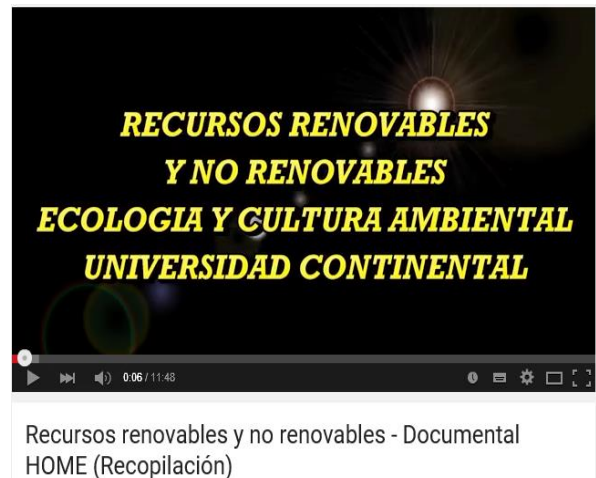 RECURSOS RENOVABLES
Y NO RENOVABLES
ECOLOGIA Y CULTURA AMBIENTAL
UNIVERSIDAD CONTINENTAL
0:06 / 11:48
Recursos renovables y no renovables - Documental
HOME (Recopilación)